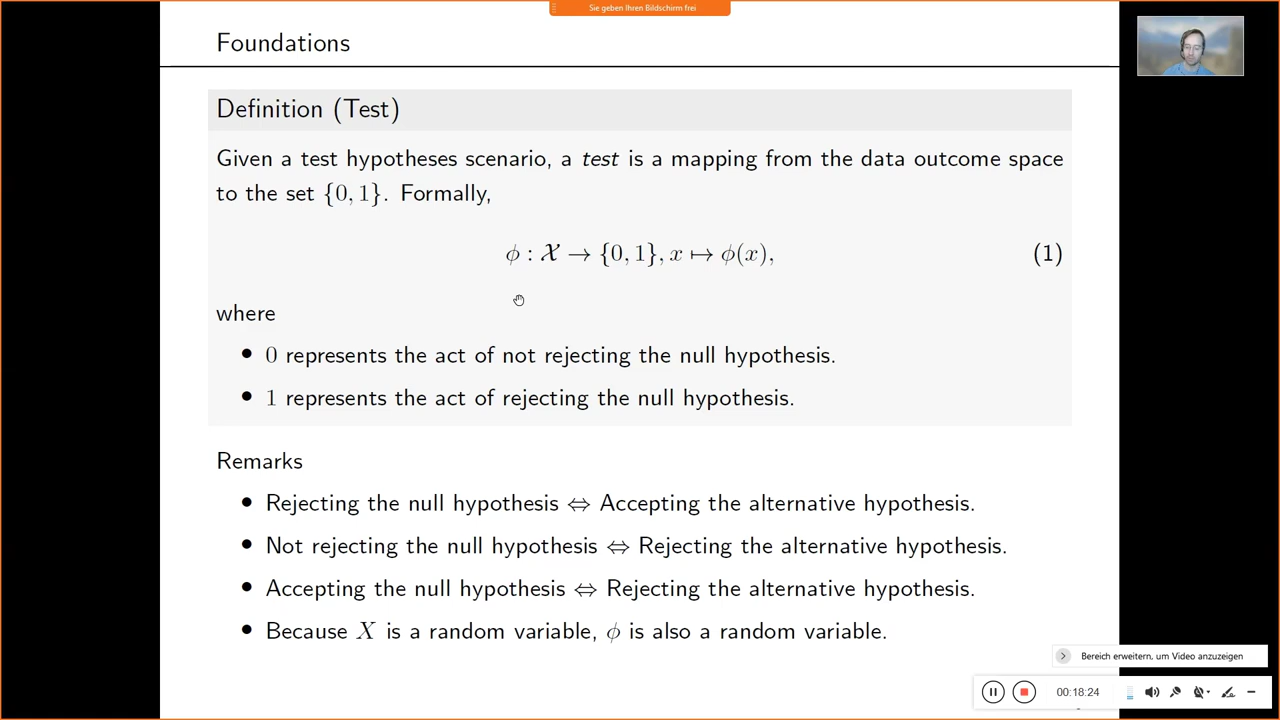 Sie geben Ihren Bildschirm frei
Foundations
Definition (Test)
Given a test hypotheses scenario, a test is a mapping from the data outcome space
to the set {0, 1}. Formally,
ϕ : 𝒳 → {0, 1}, x ↦ ϕ(x), (1)
where
• 0 represents the act of not rejecting the null hypothesis.
• 1 represents the act of rejecting the null hypothesis.
Remarks
• Rejecting the null hypothesis ⇔ Accepting the alternative hypothesis.
• Not rejecting the null hypothesis ⇔ Rejecting the alternative hypothesis.
• Accepting the null hypothesis ⇔ Rejecting the alternative hypothesis.
• Because X is a random variable, ϕ is also a random variable.
Bereich erweitern, um Video anzuzeigen
00:18:24